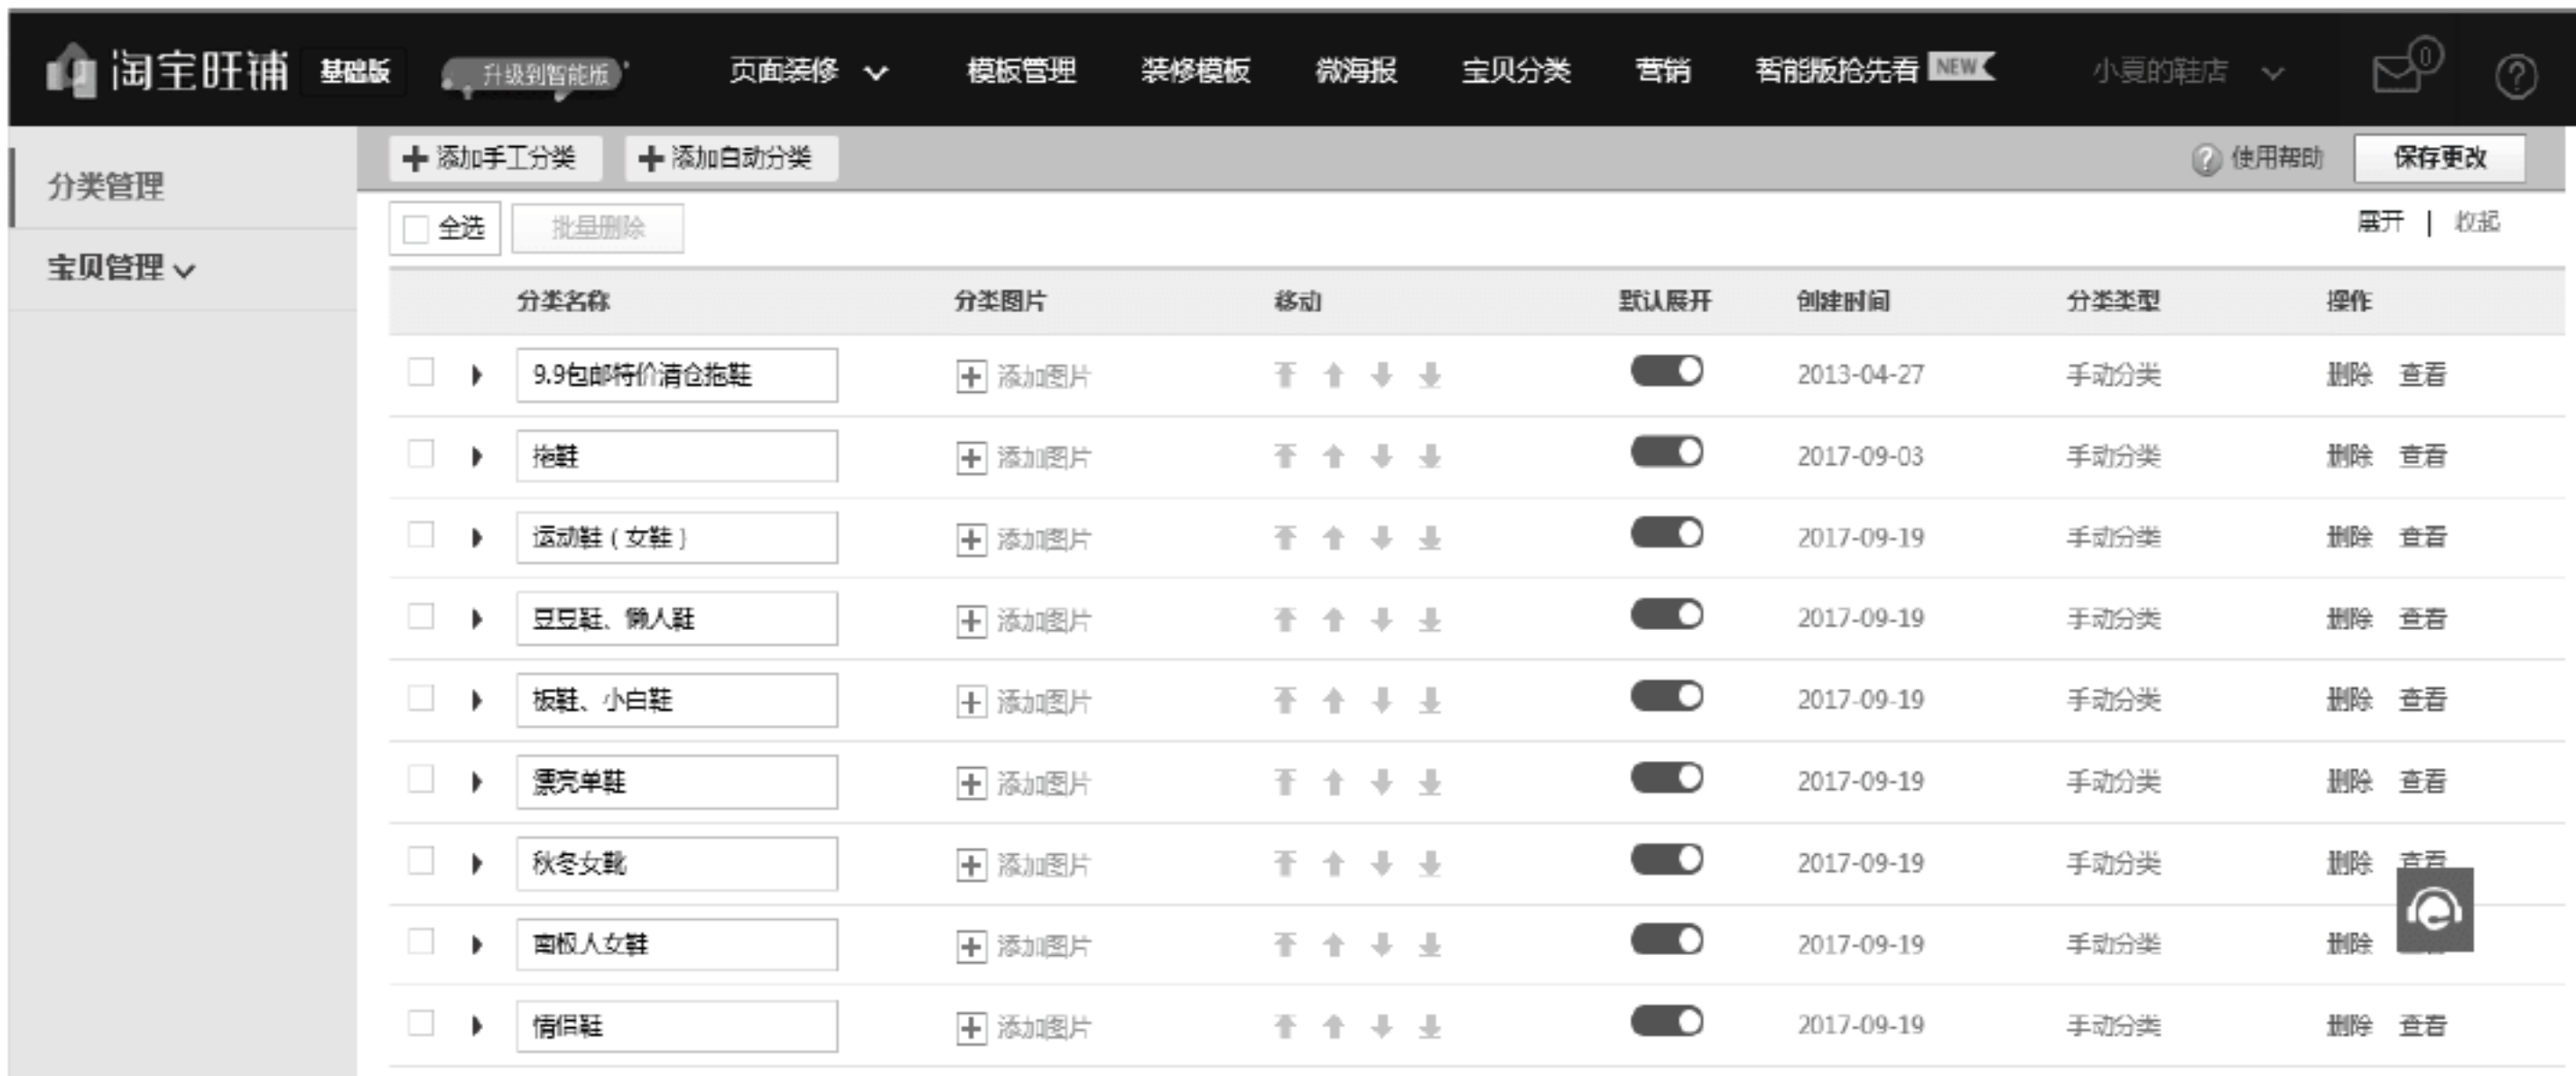 淘宝旺铺 基础版 升级到智能版 页面装修 模板管理 装修模板 微海报 宝贝分类 营销 智能版抢先看 NEW 小夏的鞋店 0 ?
分类管理
宝贝管理
添加手工分类 添加自动分类 ? 使用帮助 保存更改
全选 批量删除 展开 | 收起
分类名称 分类图片 移动 默认展开 创建时间 分类类型 操作
9.9包邮特价清仓拖鞋 添加图片 2013-04-27 手动分类 删除 查看
拖鞋 添加图片 2017-09-03 手动分类 删除 查看
运动鞋（女鞋） 添加图片 2017-09-19 手动分类 删除 查看
豆豆鞋、懒人鞋 添加图片 2017-09-19 手动分类 删除 查看
板鞋、小白鞋 添加图片 2017-09-19 手动分类 删除 查看
漂亮单鞋 添加图片 2017-09-19 手动分类 删除 查看
秋冬女靴 添加图片 2017-09-19 手动分类 删除 查看
南极人女鞋 添加图片 2017-09-19 手动分类 删除
情侣鞋 添加图片 2017-09-19 手动分类 删除 查看